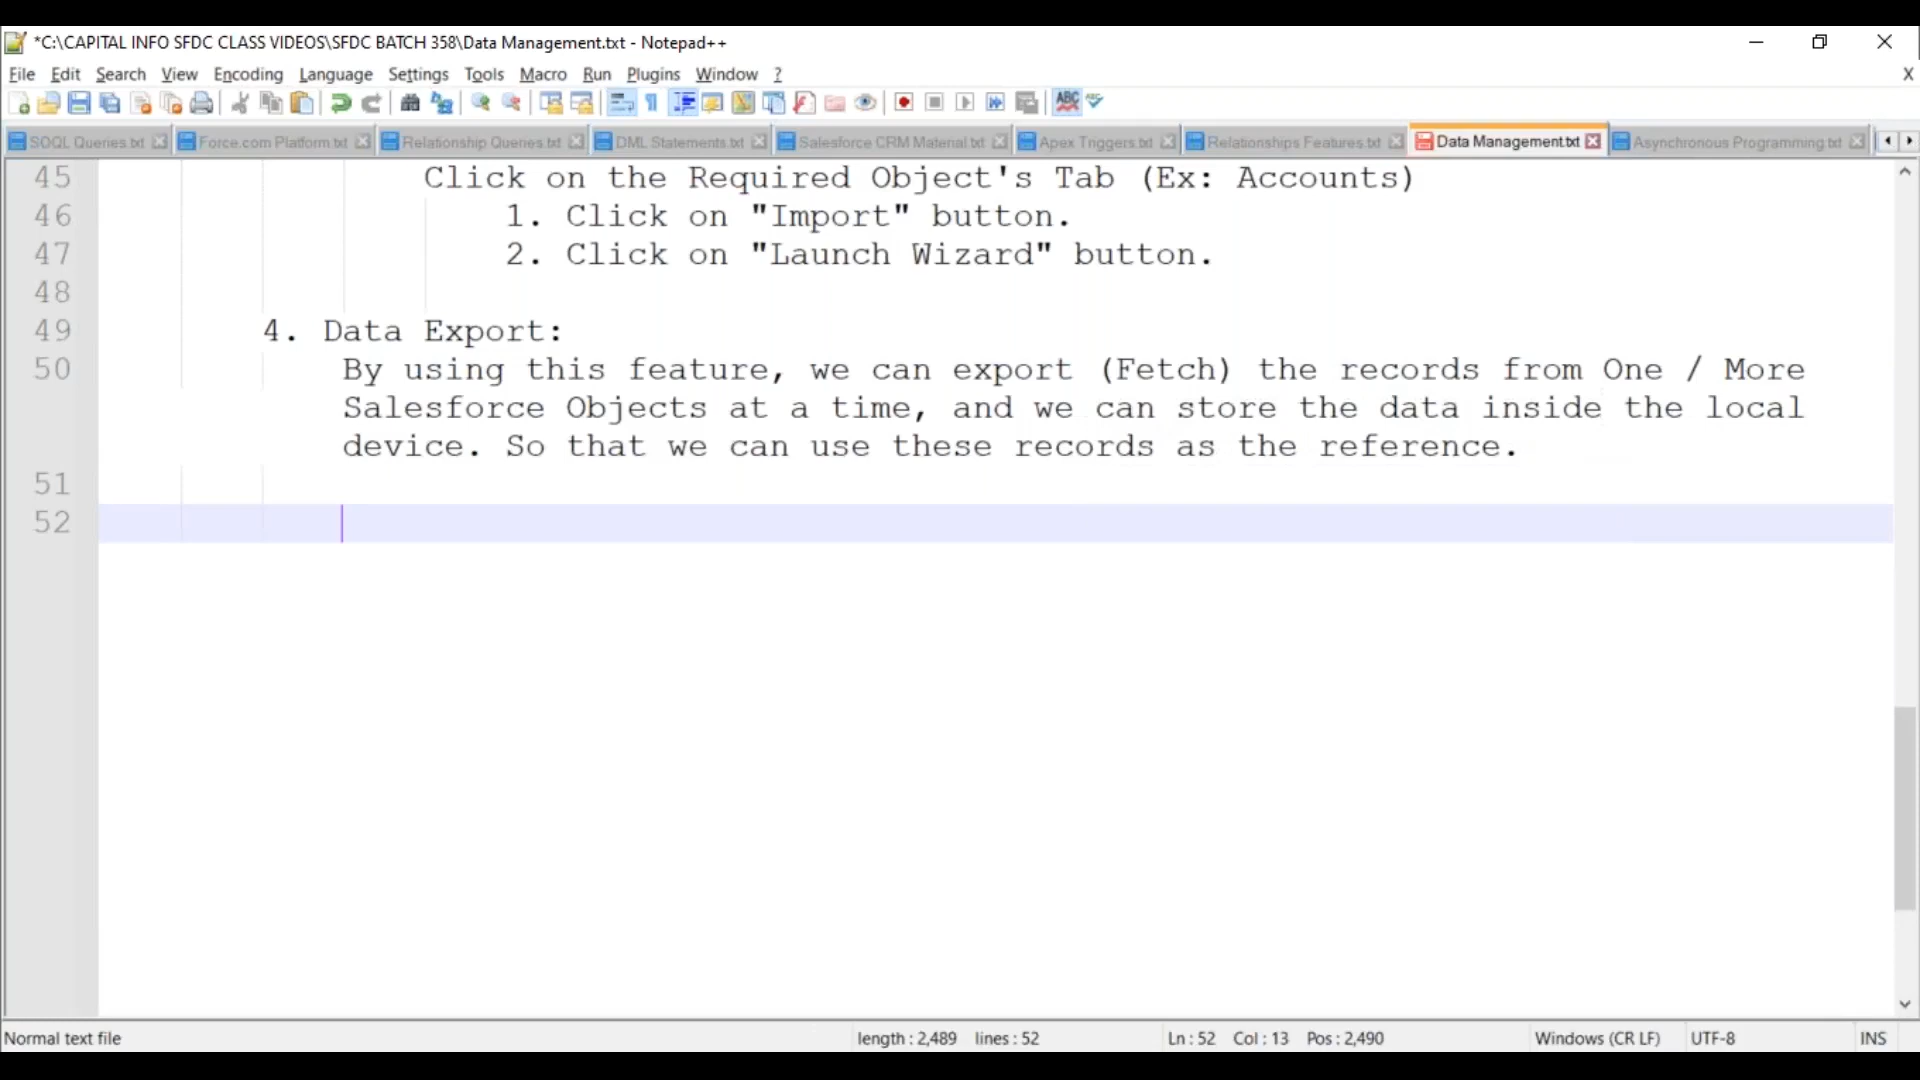 *C:\CAPITAL INFO SFDC CLASS VIDEOS\SFDC BATCH 358\Data Management.txt - Notepad++
File Edit Search View Encoding Language Settings Tools Macro Run Plugins Window ? X
SOQL Queries.txt Force.com Platform.txt Relationship Queries.txt DML Statements.txt Salesforce CRM Material.txt Apex Triggers.txt Relationships Features.txt Data Management.txt Asynchronous Programming.txt
45 Click on the Required Object's Tab (Ex: Accounts)
46 1. Click on "Import" button.
47 2. Click on "Launch Wizard" button.
48
49 4. Data Export:
50 By using this feature, we can export (Fetch) the records from One / More
Salesforce Objects at a time, and we can store the data inside the local
device. So that we can use these records as the reference.
51
52
Normal text file length : 2,489 lines : 52 Ln : 52 Col : 13 Pos : 2,490 Windows (CR LF) UTF-8 INS